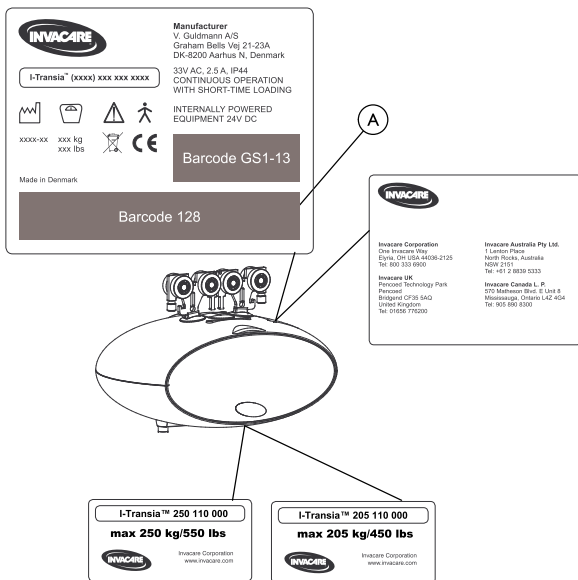 INVACARE
Manufacturer
V. Guldmann A/S
Graham Bells Vej 21-23A
DK-8200 Aarhus N, Denmark
I-Transia™ (xxxx) xxx xxx xxxx
33V AC, 2.5 A, IP44
CONTINUOUS OPERATION
WITH SHORT-TIME LOADING
INTERNALLY POWERED
EQUIPMENT 24V DC
xxxx-xx xxx kg
xxx lbs
CE
Barcode GS1-13
Made in Denmark
Barcode 128
A
INVACARE
Invacare Corporation
One Invacare Way
Elyria, OH USA 44036-2125
Tel: 800 333 6900
Invacare UK
Pencoed Technology Park
Pencoed
Bridgend CF35 5AQ
United Kingdom
Tel: 01656 776200
Invacare Australia Pty Ltd.
1 Lenton Place
North Rocks, Australia
NSW 2151
Tel: +61 2 8839 5333
Invacare Canada L. P.
570 Matheson Blvd, E Unit 8
Mississauga, Ontario L4Z 4G4
Tel: 905 890 8300
I-Transia™ 250 110 000
max 250 kg/550 lbs
INVACARE
Invacare Corporation
www.invacare.com
I-Transia™ 205 110 000
max 205 kg/450 lbs
INVACARE
Invacare Corporation
www.invacare.com